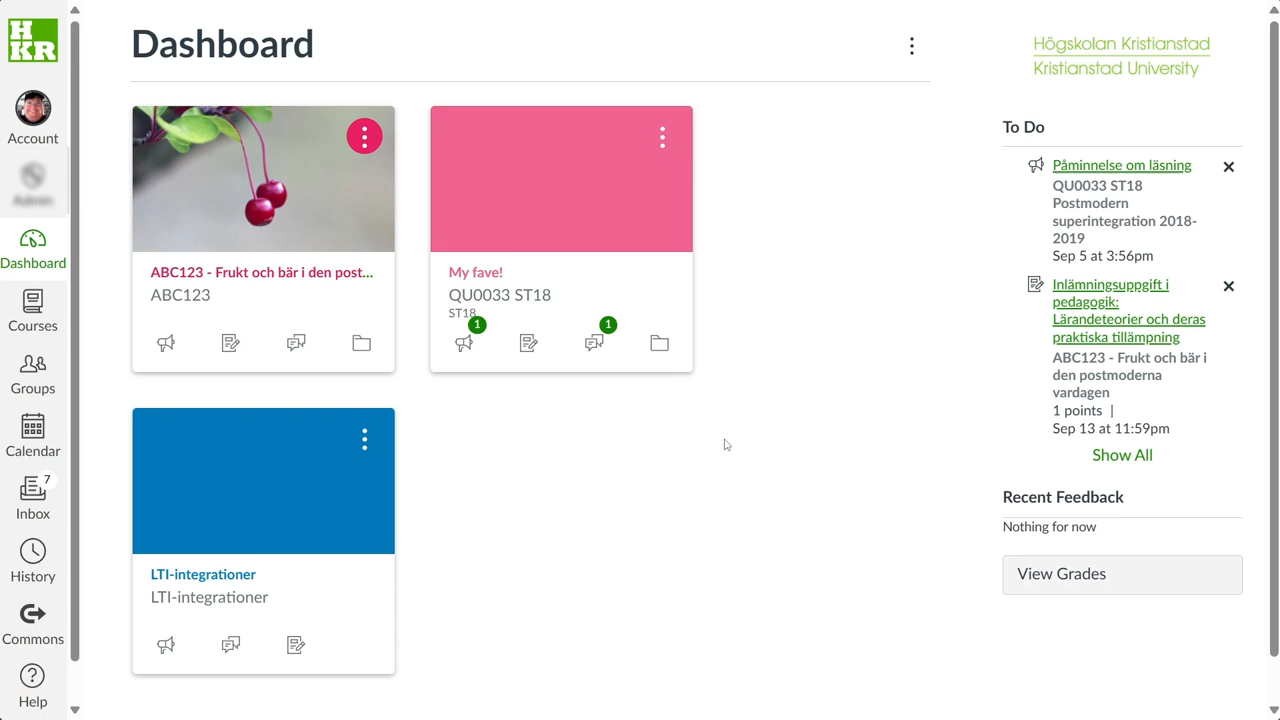 HKR
Account
Admin
Dashboard
Courses
Groups
Calendar
7
Inbox
History
Commons
Help
Dashboard
ABC123 - Frukt och bär i den post...
ABC123
My fave!
QU0033 ST18
ST18
1
1
LTI-integrationer
LTI-integrationer
Högskolan Kristianstad
Kristianstad University
To Do
Påminnelse om läsning
QU0033 ST18
Postmodern
superintegration 2018-
2019
Sep 5 at 3:56pm
Inlämningsuppgift i
pedagogik:
Lärandeteorier och deras
praktiska tillämpning
ABC123 - Frukt och bär i
den postmoderna
vardagen
1 points |
Sep 13 at 11:59pm
Show All
Recent Feedback
Nothing for now
View Grades